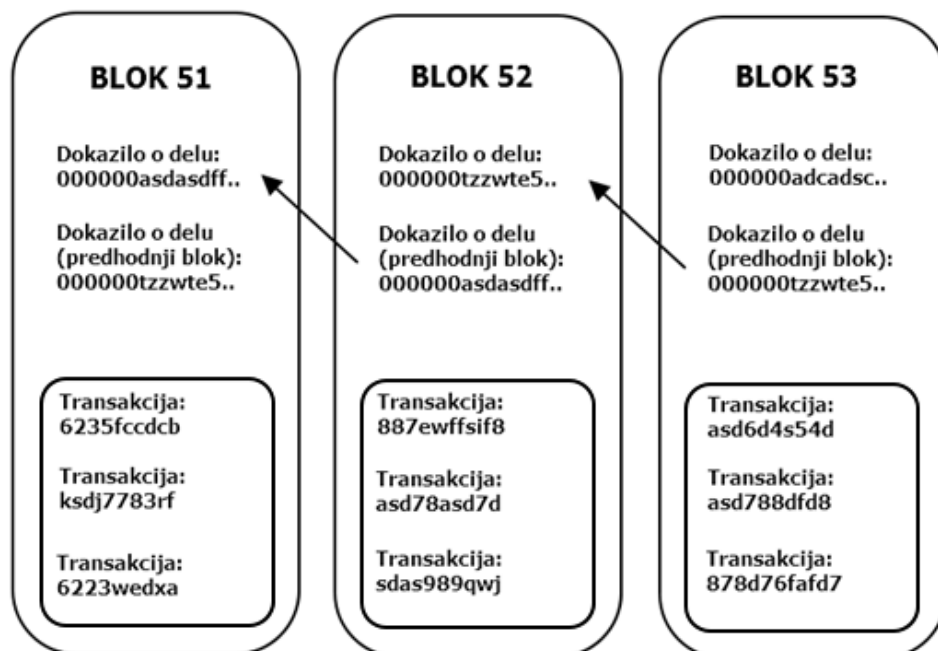 BLOK 51
Dokazilo o delu:
000000asdasdff..
Dokazilo o delu
(predhodnji blok):
000000tzzwte5..
Transakcija:
6235fccdcb
Transakcija:
ksdj7783rf
Transakcija:
6223wedxa
BLOK 52
Dokazilo o delu:
000000tzzwte5..
Dokazilo o delu
(predhodnji blok):
000000asdasdff..
Transakcija:
887ewffsif8
Transakcija:
asd78asd7d
Transakcija:
sdas989qwj
BLOK 53
Dokazilo o delu:
000000adcadsc..
Dokazilo o delu
(predhodnji blok):
000000tzzwte5..
Transakcija:
asd6d4s54d
Transakcija:
asd788dfd8
Transakcija:
878d76fafd7